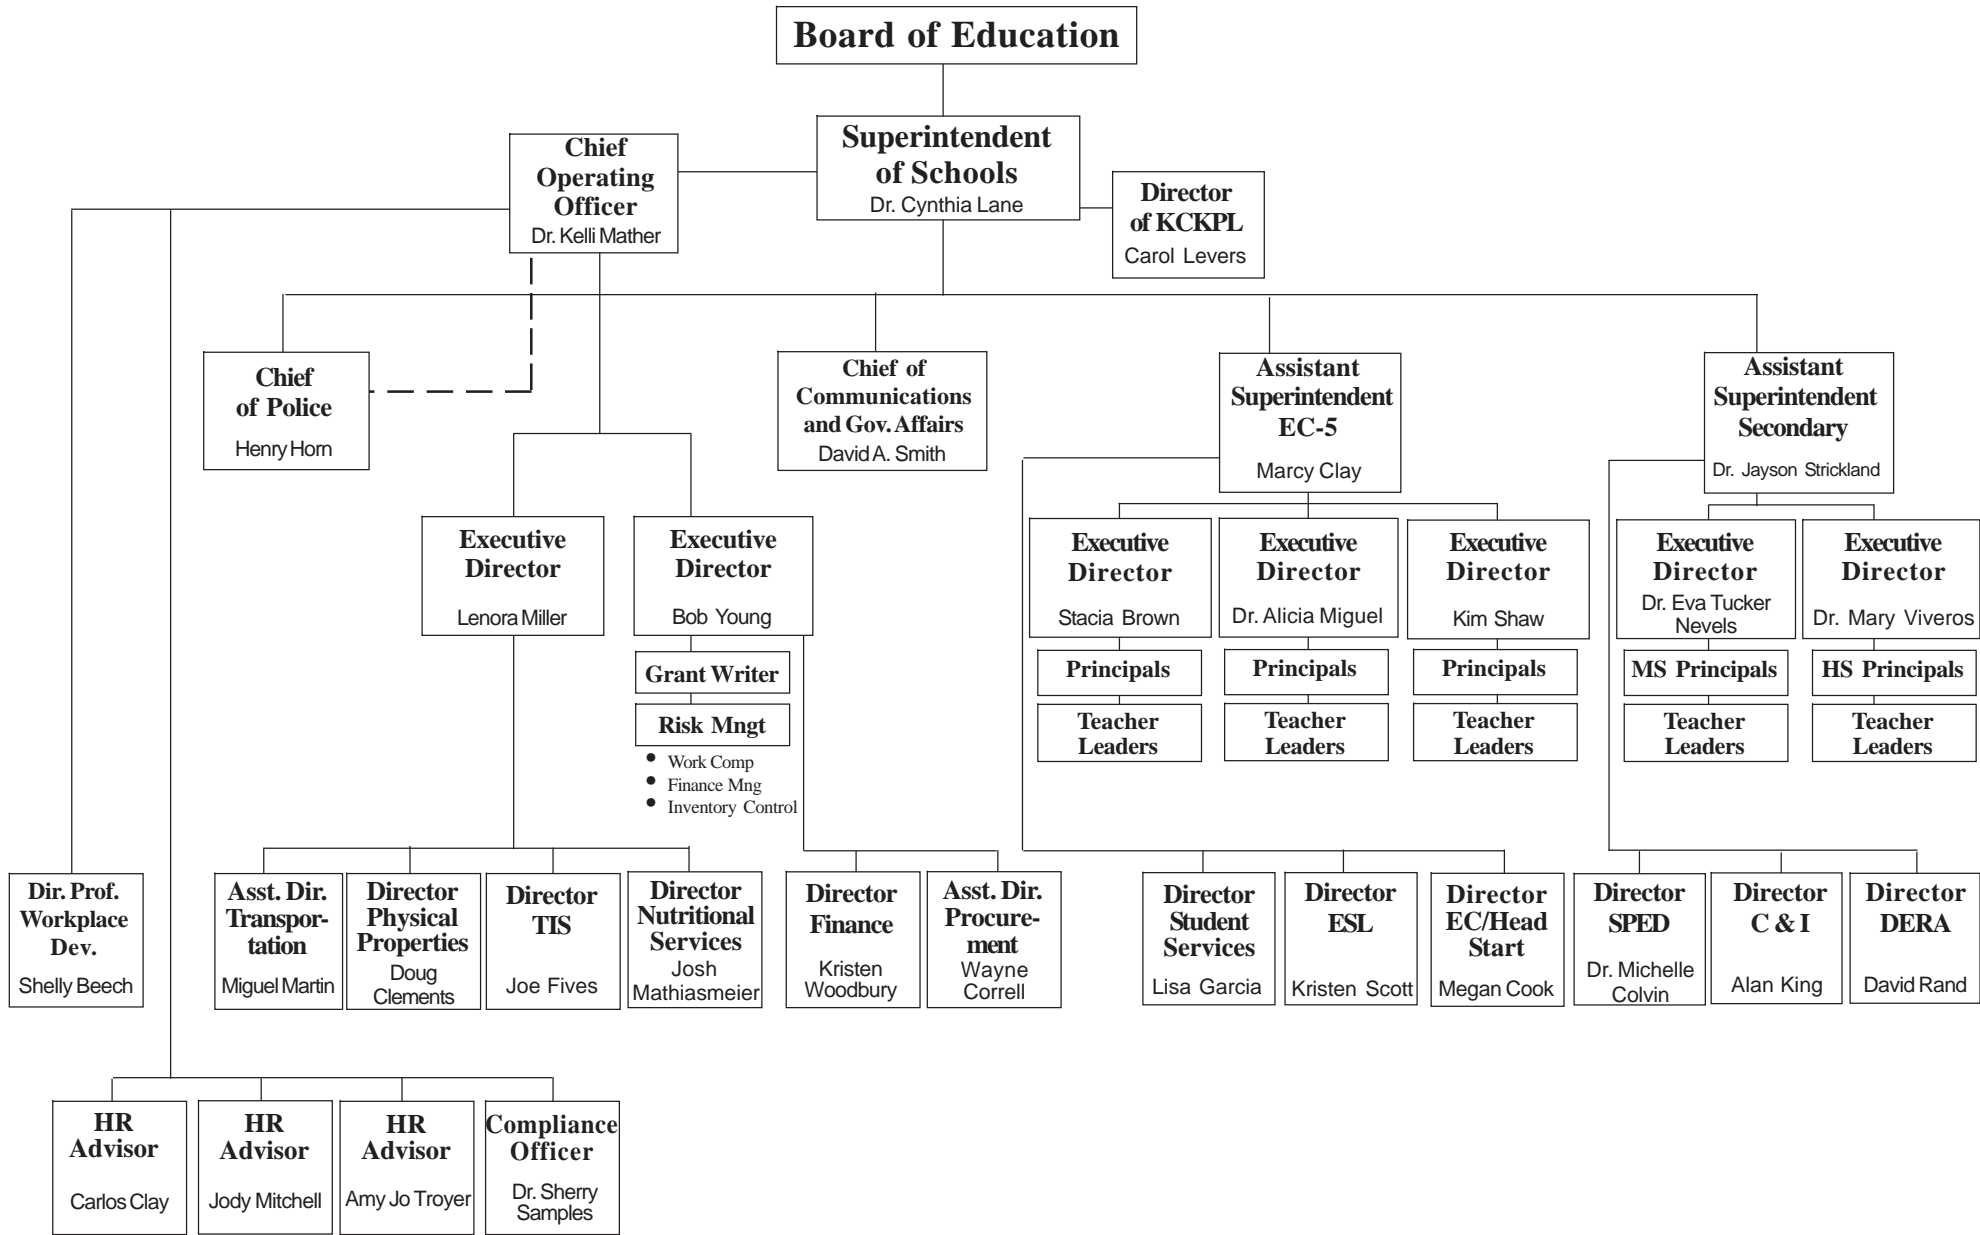 Board of Education
Superintendent
of Schools
Dr. Cynthia Lane
Chief
Operating
Officer
Dr. Kelli Mather
Director
of KCKPL
Carol Levers
Chief
of Police
Henry Horn
Chief of
Communications
and Gov. Affairs
David A. Smith
Assistant
Superintendent
EC-5
Marcy Clay
Assistant
Superintendent
Secondary
Dr. Jayson Strickland
Executive
Director
Lenora Miller
Executive
Director
Bob Young
Grant Writer
Risk Mngt
• Work Comp
• Finance Mng
• Inventory Control
Executive
Director
Stacia Brown
Principals
Teacher
Leaders
Executive
Director
Dr. Alicia Miguel
Principals
Teacher
Leaders
Executive
Director
Kim Shaw
Principals
Teacher
Leaders
Executive
Director
Dr. Eva Tucker
Nevels
MS Principals
Teacher
Leaders
Executive
Director
Dr. Mary Viveros
HS Principals
Teacher
Leaders
Dir. Prof.
Workplace
Dev.
Shelly Beech
Asst. Dir.
Transpor-
tation
Miguel Martin
Director
Physical
Properties
Doug
Clements
Director
TIS
Joe Fives
Director
Nutritional
Services
Josh
Mathiasmeier
Director
Finance
Kristen
Woodbury
Asst. Dir.
Procure-
ment
Wayne
Correll
Director
Student
Services
Lisa Garcia
Director
ESL
Kristen Scott
Director
EC/Head
Start
Megan Cook
Director
SPED
Dr. Michelle
Colvin
Director
C & I
Alan King
Director
DERA
David Rand
HR
Advisor
Carlos Clay
HR
Advisor
Jody Mitchell
HR
Advisor
Amy Jo Troyer
Compliance
Officer
Dr. Sherry
Samples